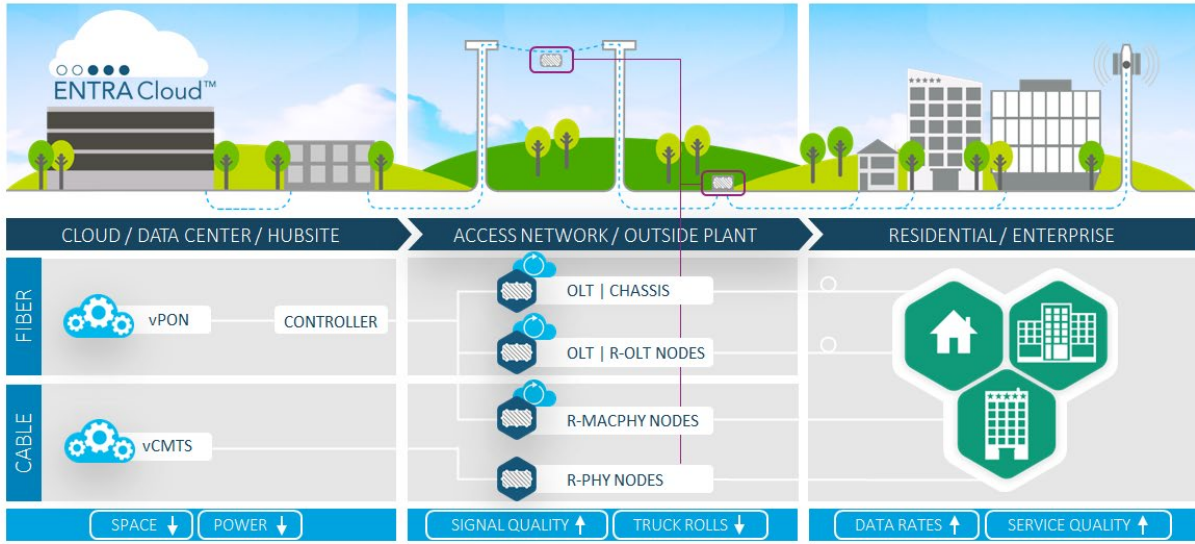 ENTRA Cloud™
CLOUD / DATA CENTER / HUBSITE
ACCESS NETWORK / OUTSIDE PLANT
RESIDENTIAL / ENTERPRISE
FIBER
vPON
CONTROLLER
OLT | CHASSIS
OLT | R-OLT NODES
CABLE
vCMTS
R-MACPHY NODES
R-PHY NODES
SPACE
POWER
SIGNAL QUALITY
TRUCK ROLLS
DATA RATES
SERVICE QUALITY